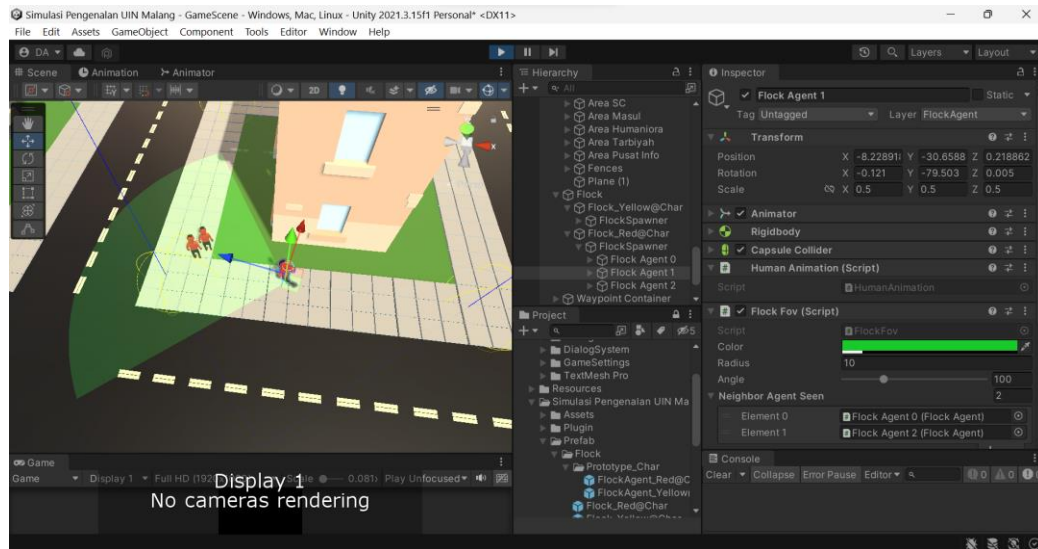 Simulasi Pengenalan UIN Malang - GameScene - Windows, Mac, Linux - Unity 2021.3.15f1 Personal* <DX11>
File Edit Assets GameObject Component Tools Editor Window Help
DA
Layers
Layout
Scene
Animation
Animator
2D
Hierarchy
All
Area SC
Area Masul
Area Humaniora
Area Tarbiyah
Area Pusat Info
Fences
Plane (1)
Flock
Flock_Yellow@Char
FlockSpawner
Flock_Red@Char
FlockSpawner
Flock Agent 0
Flock Agent 1
Flock Agent 2
Waypoint Container
Project
5
DialogSystem
GameSettings
TextMesh Pro
Resources
Simulasi Pengenalan UIN Ma
Assets
Plugin
Prefab
Flock
Prototype_Char
FlockAgent_Red@C
FlockAgent_Yellow
Flock_Red@Char
Flock_Yellow@Char
Inspector
Flock Agent 1
Static
Tag Untagged
Layer FlockAgent
Transform
Position X -8.22891 Y -30.6588 Z 0.218862
Rotation X -0.121 Y -79.503 Z 0.005
Scale X 0.5 Y 0.5 Z 0.5
Animator
Rigidbody
Capsule Collider
Human Animation (Script)
Script HumanAnimation
Flock Fov (Script)
Script FlockFov
Color
Radius 10
Angle 100
Neighbor Agent Seen 2
Element 0 Flock Agent 0 (Flock Agent)
Element 1 Flock Agent 2 (Flock Agent)
Console
Clear Collapse Error Pause Editor
0 0
Game
Game Display 1 Scale 0.081 Play Unfocused
Display 1
No cameras rendering